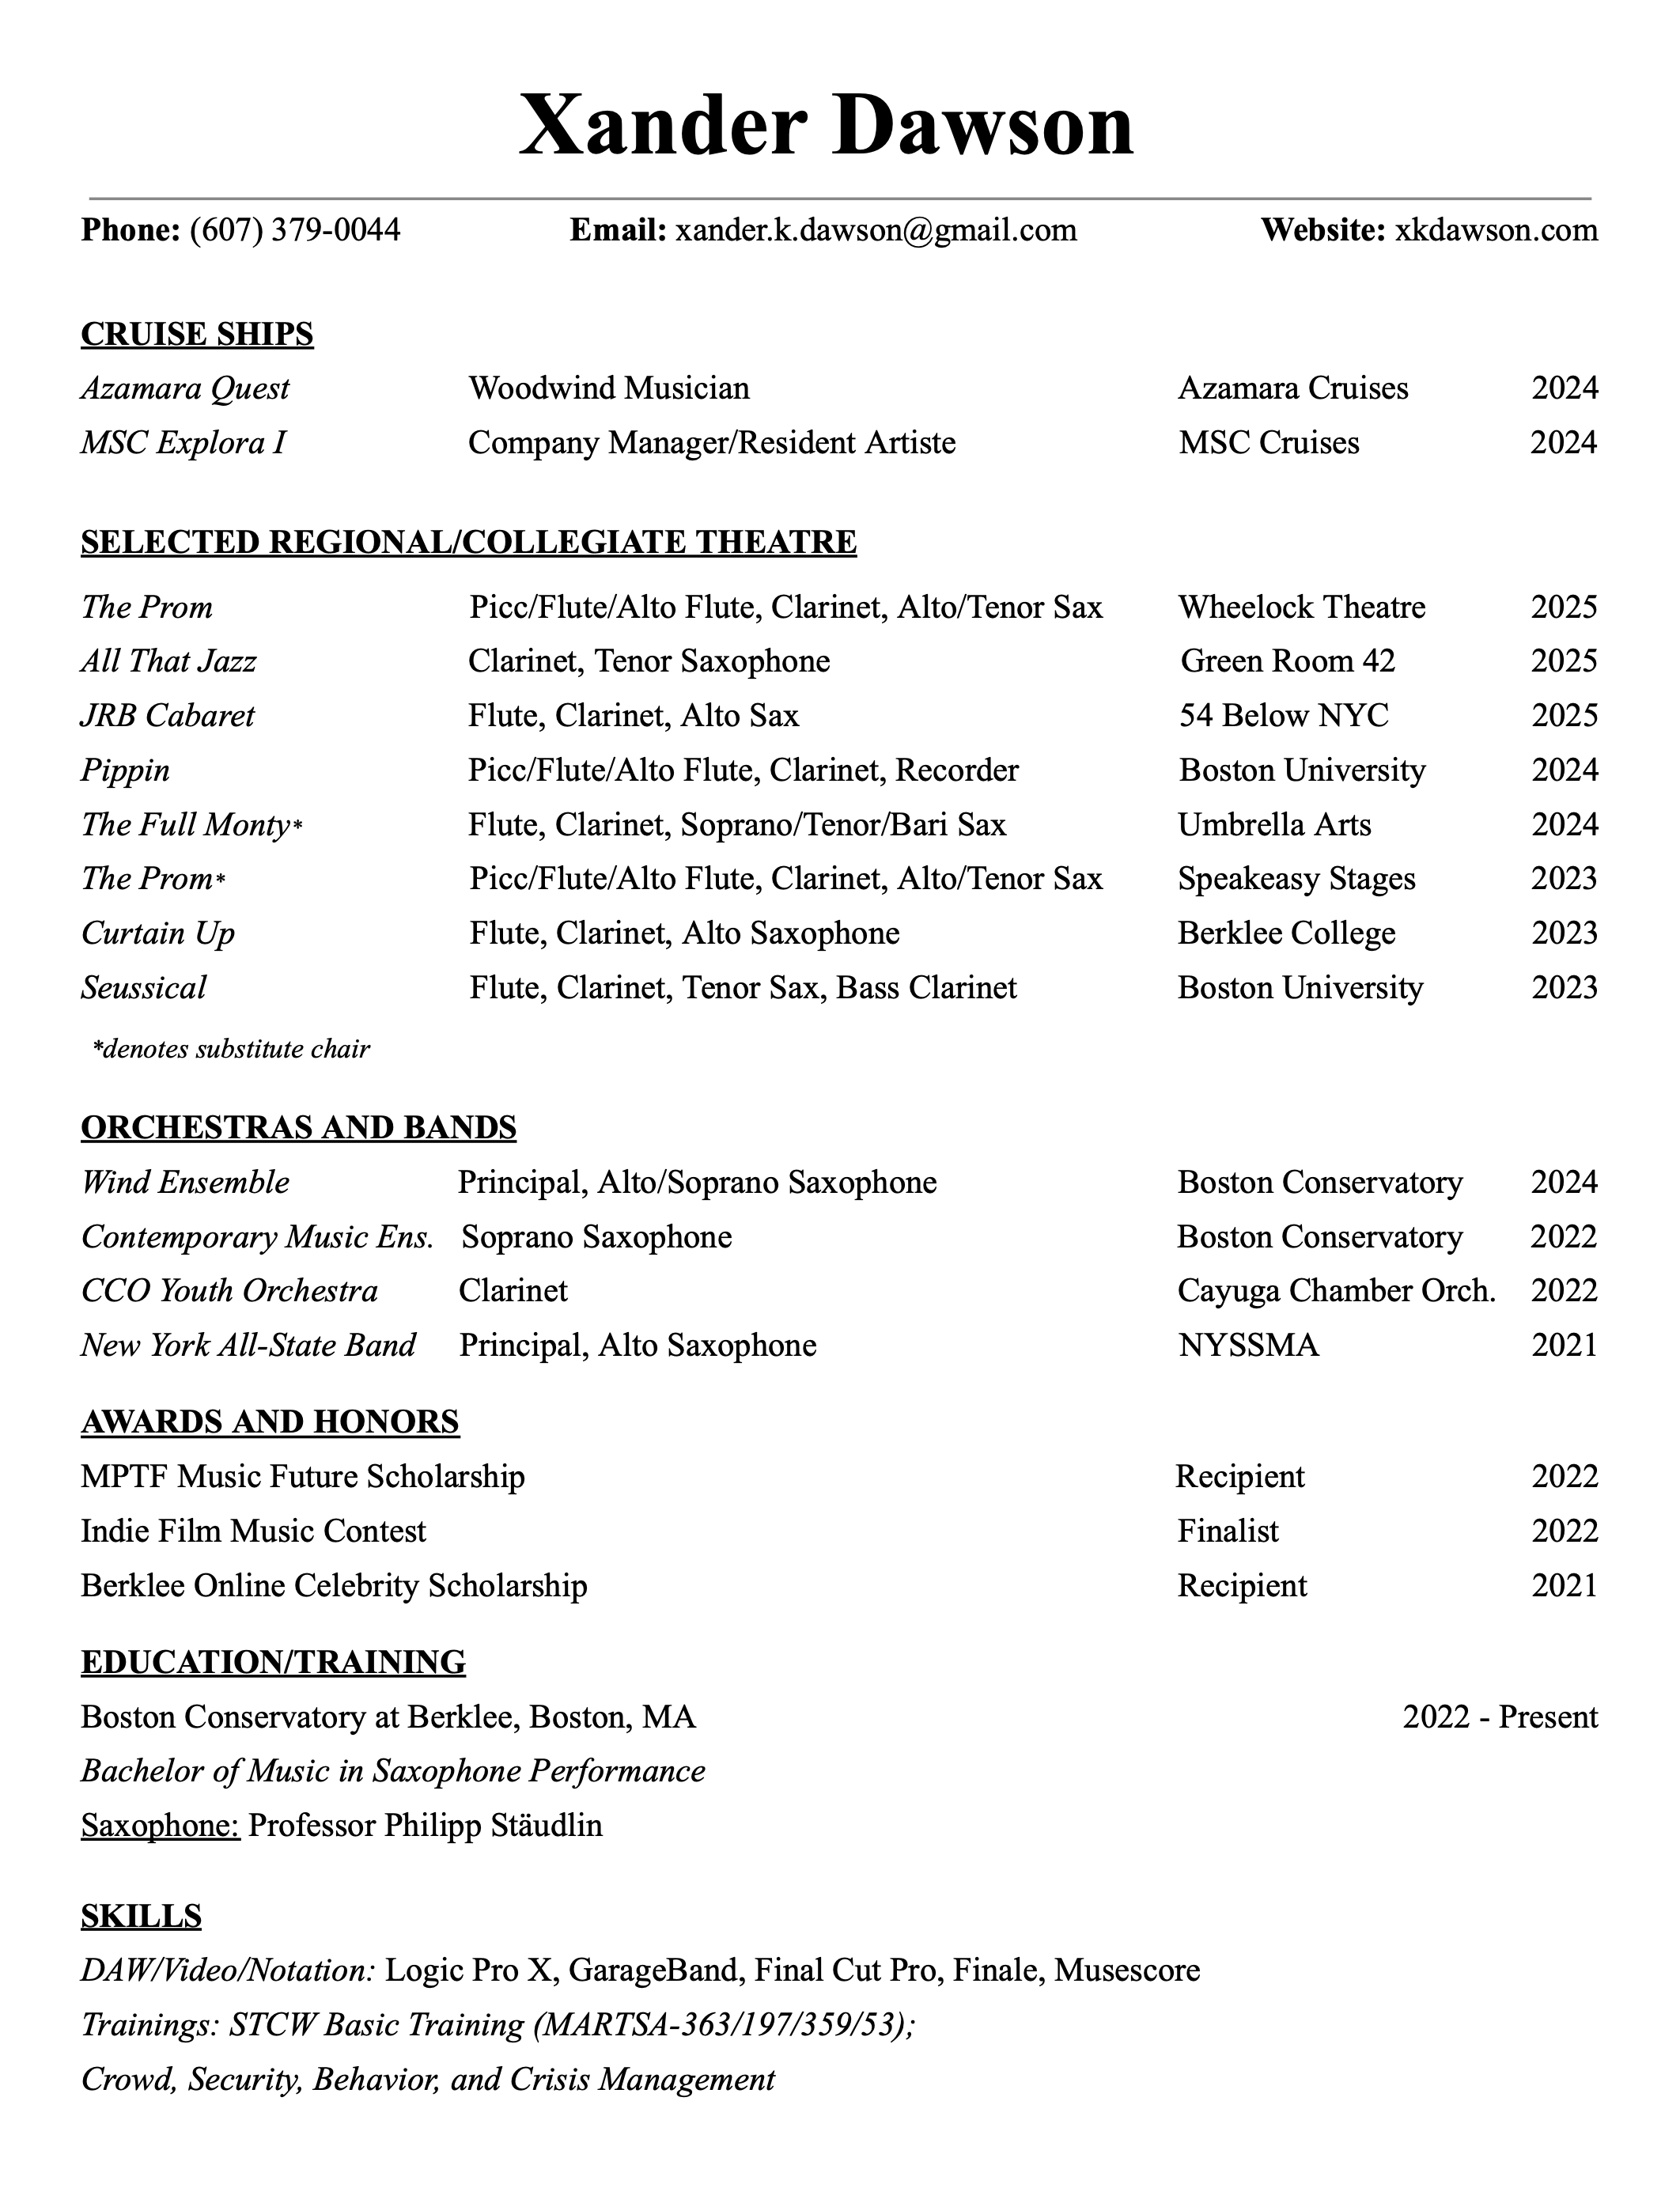 Xander Dawson
Phone: (607) 379-0044 Email: xander.k.dawson@gmail.com Website: xkdawson.com
CRUISE SHIPS
Azamara Quest Woodwind Musician Azamara Cruises 2024
MSC Explora I Company Manager/Resident Artiste MSC Cruises 2024
SELECTED REGIONAL/COLLEGIATE THEATRE
The Prom Picc/Flute/Alto Flute, Clarinet, Alto/Tenor Sax Wheelock Theatre 2025
All That Jazz Clarinet, Tenor Saxophone Green Room 42 2025
JRB Cabaret Flute, Clarinet, Alto Sax 54 Below NYC 2025
Pippin Picc/Flute/Alto Flute, Clarinet, Recorder Boston University 2024
The Full Monty* Flute, Clarinet, Soprano/Tenor/Bari Sax Umbrella Arts 2024
The Prom* Picc/Flute/Alto Flute, Clarinet, Alto/Tenor Sax Speakeasy Stages 2023
Curtain Up Flute, Clarinet, Alto Saxophone Berklee College 2023
Seussical Flute, Clarinet, Tenor Sax, Bass Clarinet Boston University 2023
*denotes substitute chair
ORCHESTRAS AND BANDS
Wind Ensemble Principal, Alto/Soprano Saxophone Boston Conservatory 2024
Contemporary Music Ens. Soprano Saxophone Boston Conservatory 2022
CCO Youth Orchestra Clarinet Cayuga Chamber Orch. 2022
New York All-State Band Principal, Alto Saxophone NYSSMA 2021
AWARDS AND HONORS
MPTF Music Future Scholarship Recipient 2022
Indie Film Music Contest Finalist 2022
Berklee Online Celebrity Scholarship Recipient 2021
EDUCATION/TRAINING
Boston Conservatory at Berklee, Boston, MA 2022 - Present
Bachelor of Music in Saxophone Performance
Saxophone: Professor Philipp Stäudlin
SKILLS
DAW/Video/Notation: Logic Pro X, GarageBand, Final Cut Pro, Finale, Musescore
Trainings: STCW Basic Training (MARTSA-363/197/359/53);
Crowd, Security, Behavior, and Crisis Management